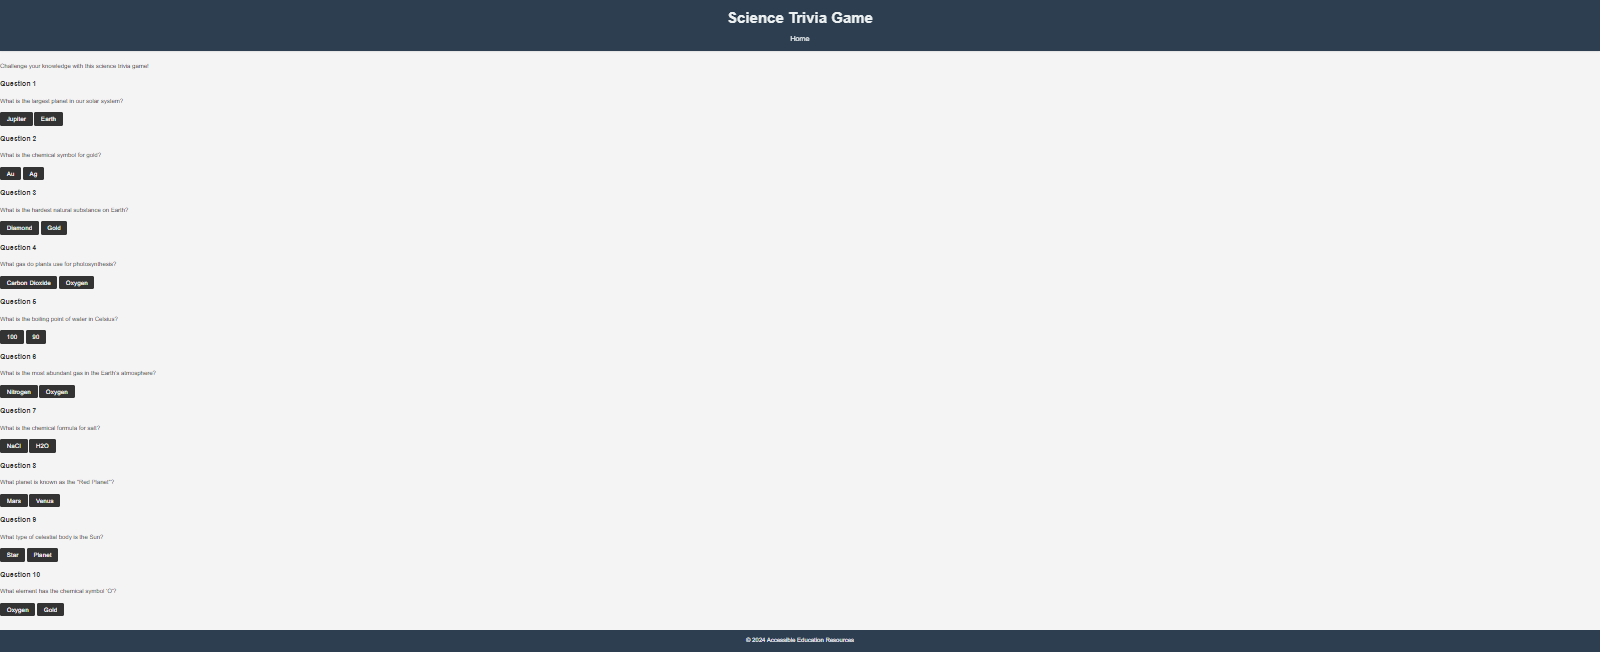 Science Trivia Game
Home
Challenge your knowledge with this science trivia game!
Question 1
What is the largest planet in our solar system?
Jupiter Earth
Question 2
What is the chemical symbol for gold?
Au Ag
Question 3
What is the hardest natural substance on Earth?
Diamond Gold
Question 4
What gas do plants use for photosynthesis?
Carbon Dioxide Oxygen
Question 5
What is the boiling point of water in Celsius?
100 90
Question 6
What is the most abundant gas in the Earth's atmosphere?
Nitrogen Oxygen
Question 7
What is the chemical formula for salt?
NaCl H2O
Question 8
What planet is known as the "Red Planet"?
Mars Venus
Question 9
What type of celestial body is the Sun?
Star Planet
Question 10
What element has the chemical symbol 'O'?
Oxygen Gold
© 2024 Accessible Education Resources